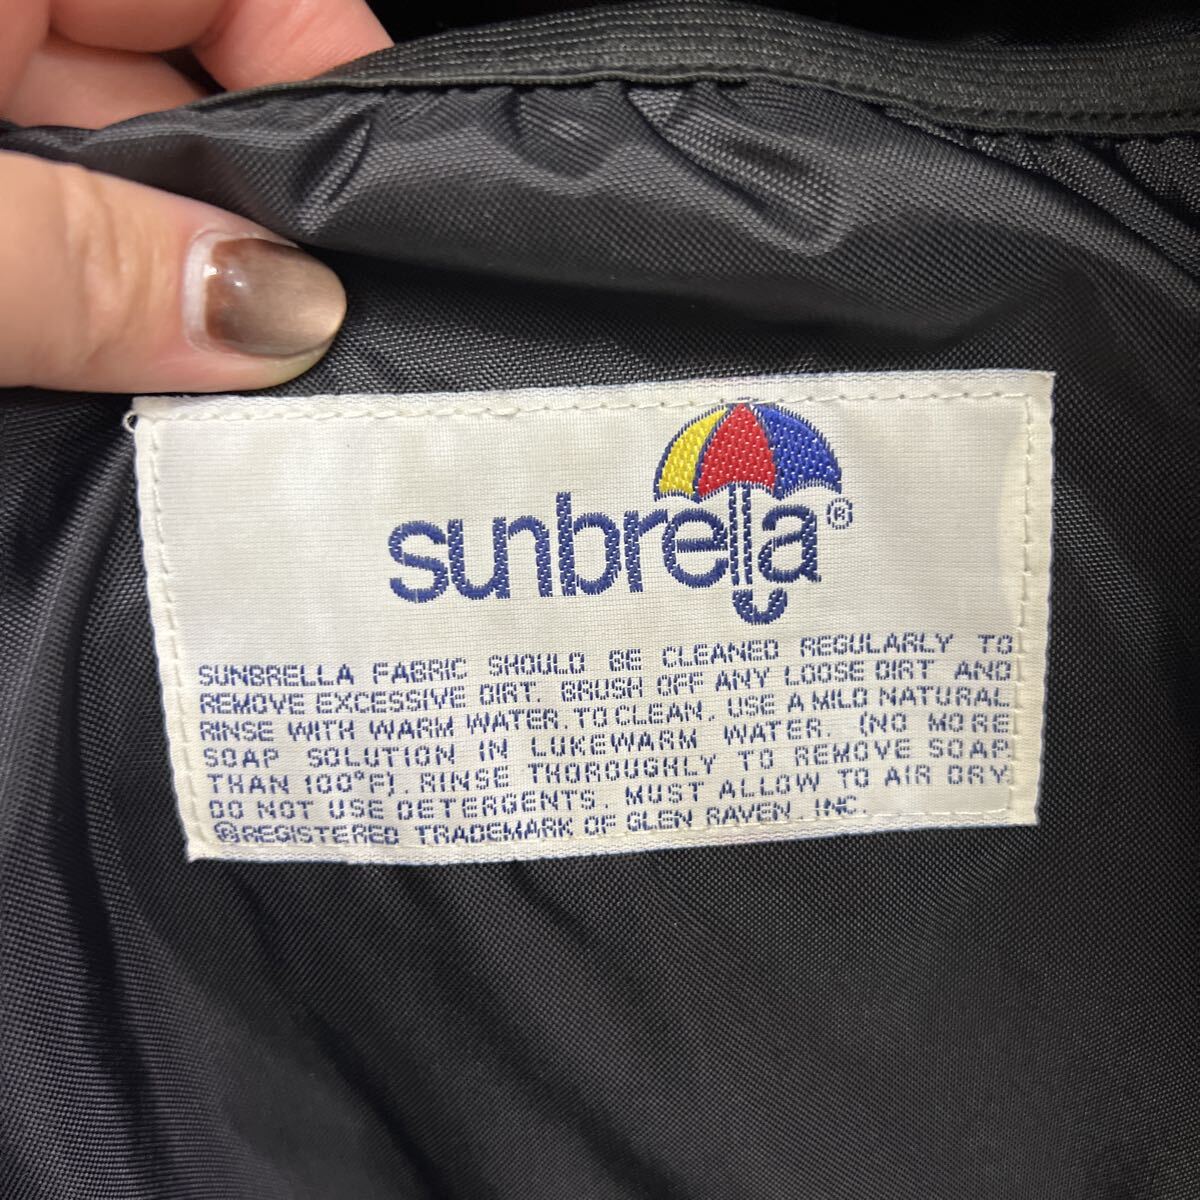 sunbrella®
SUNBRELLA FABRIC SHOULD BE CLEANED REGULARLY TO
REMOVE EXCESSIVE DIRT. BRUSH OFF ANY LOOSE DIRT AND
RINSE WITH WARM WATER. TO CLEAN. USE A MILD NATURAL
SOAP SOLUTION IN LUKEWARM WATER. (NO MORE
THAN 100°F). RINSE THOROUGHLY TO REMOVE SOAP
DO NOT USE DETERGENTS. MUST ALLOW TO AIR DRY
®REGISTERED TRADEMARK OF GLEN RAVEN, INC.